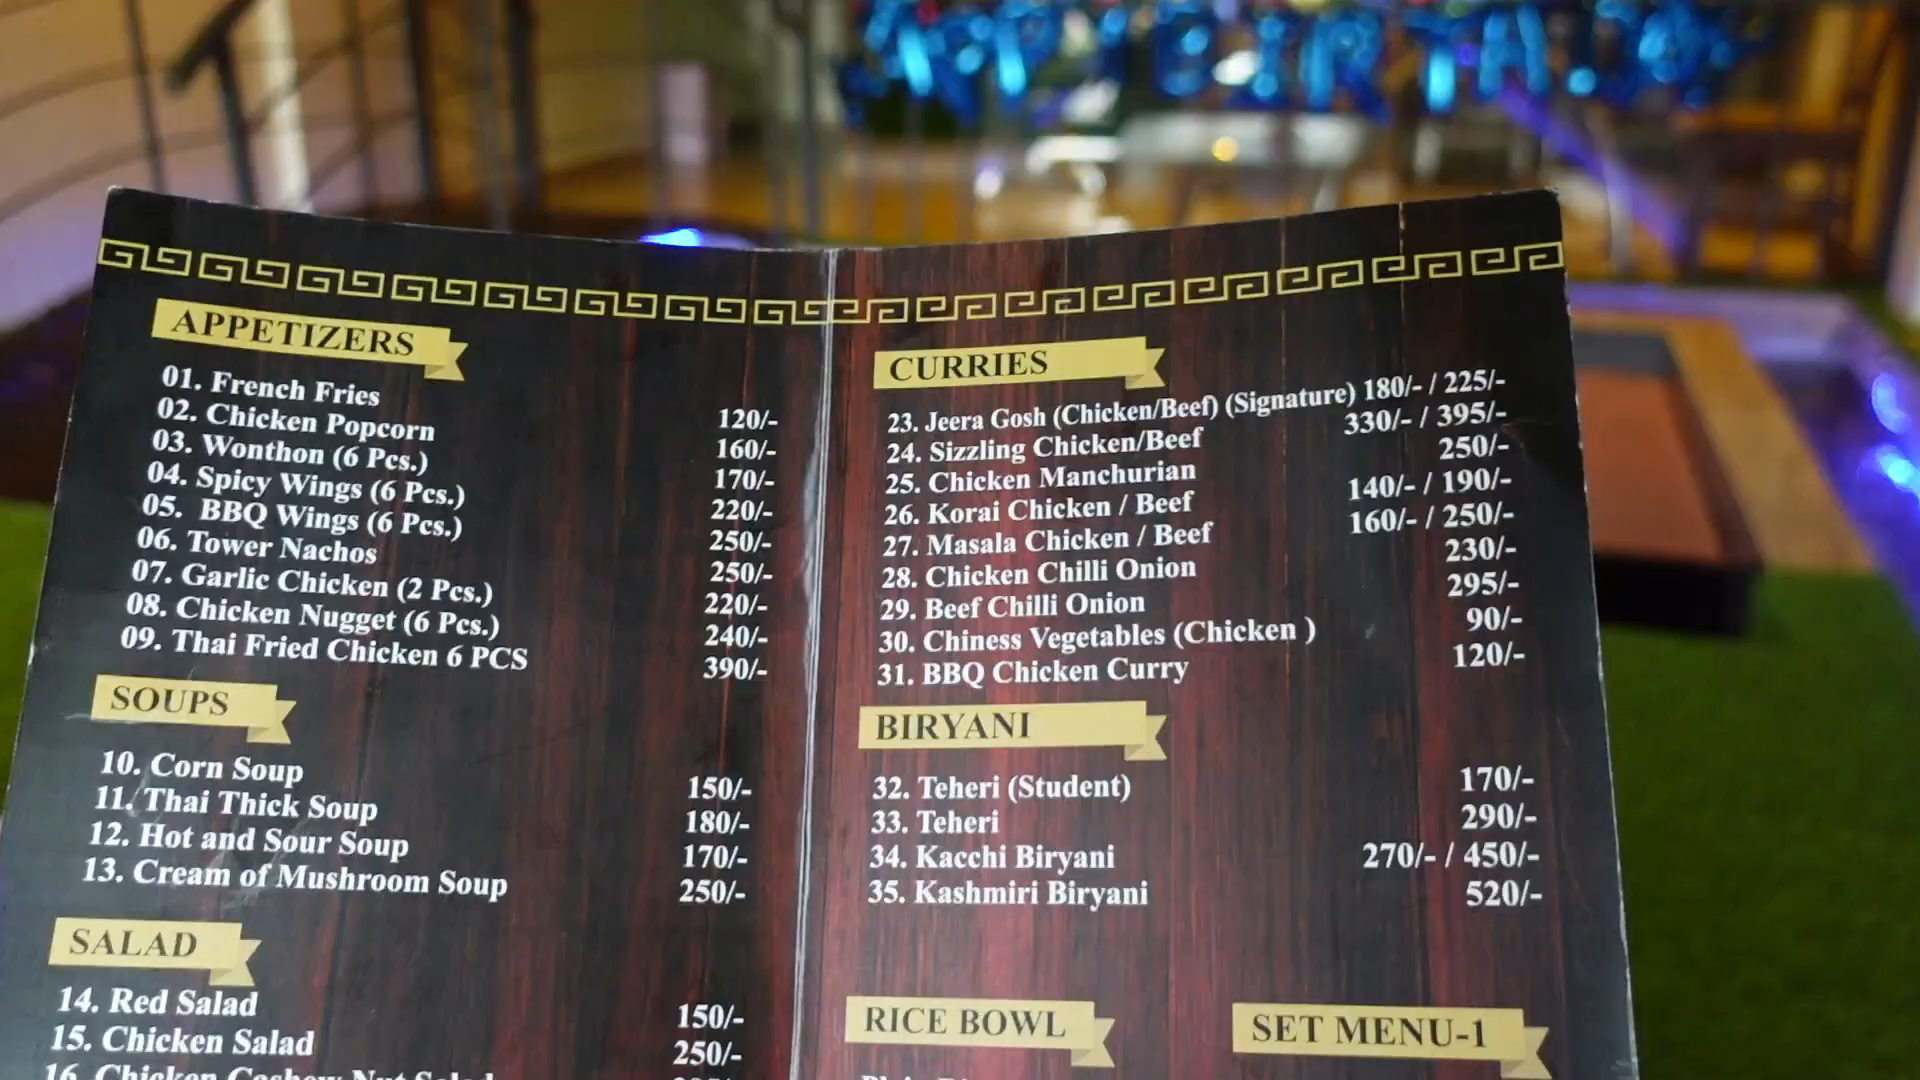 APPETIZERS
01. French Fries 120/-
02. Chicken Popcorn 160/-
03. Wonthon (6 Pcs.) 170/-
04. Spicy Wings (6 Pcs.) 220/-
05. BBQ Wings (6 Pcs.) 250/-
06. Tower Nachos 250/-
07. Garlic Chicken (2 Pcs.) 220/-
08. Chicken Nugget (6 Pcs.) 240/-
09. Thai Fried Chicken 6 PCS 390/-
SOUPS
10. Corn Soup 150/-
11. Thai Thick Soup 180/-
12. Hot and Sour Soup 170/-
13. Cream of Mushroom Soup 250/-
SALAD
14. Red Salad 150/-
15. Chicken Salad 250/-
16. Chicken Cashew Nut Salad
CURRIES
23. Jeera Gosh (Chicken/Beef) (Signature) 180/- / 225/-
24. Sizzling Chicken/Beef 330/- / 395/-
25. Chicken Manchurian 250/-
26. Korai Chicken / Beef 140/- / 190/-
27. Masala Chicken / Beef 160/- / 250/-
28. Chicken Chilli Onion 230/-
29. Beef Chilli Onion 295/-
30. Chiness Vegetables (Chicken ) 90/-
31. BBQ Chicken Curry 120/-
BIRYANI
32. Teheri (Student) 170/-
33. Teheri 290/-
34. Kacchi Biryani 270/- / 450/-
35. Kashmiri Biryani 520/-
RICE BOWL
SET MENU-1